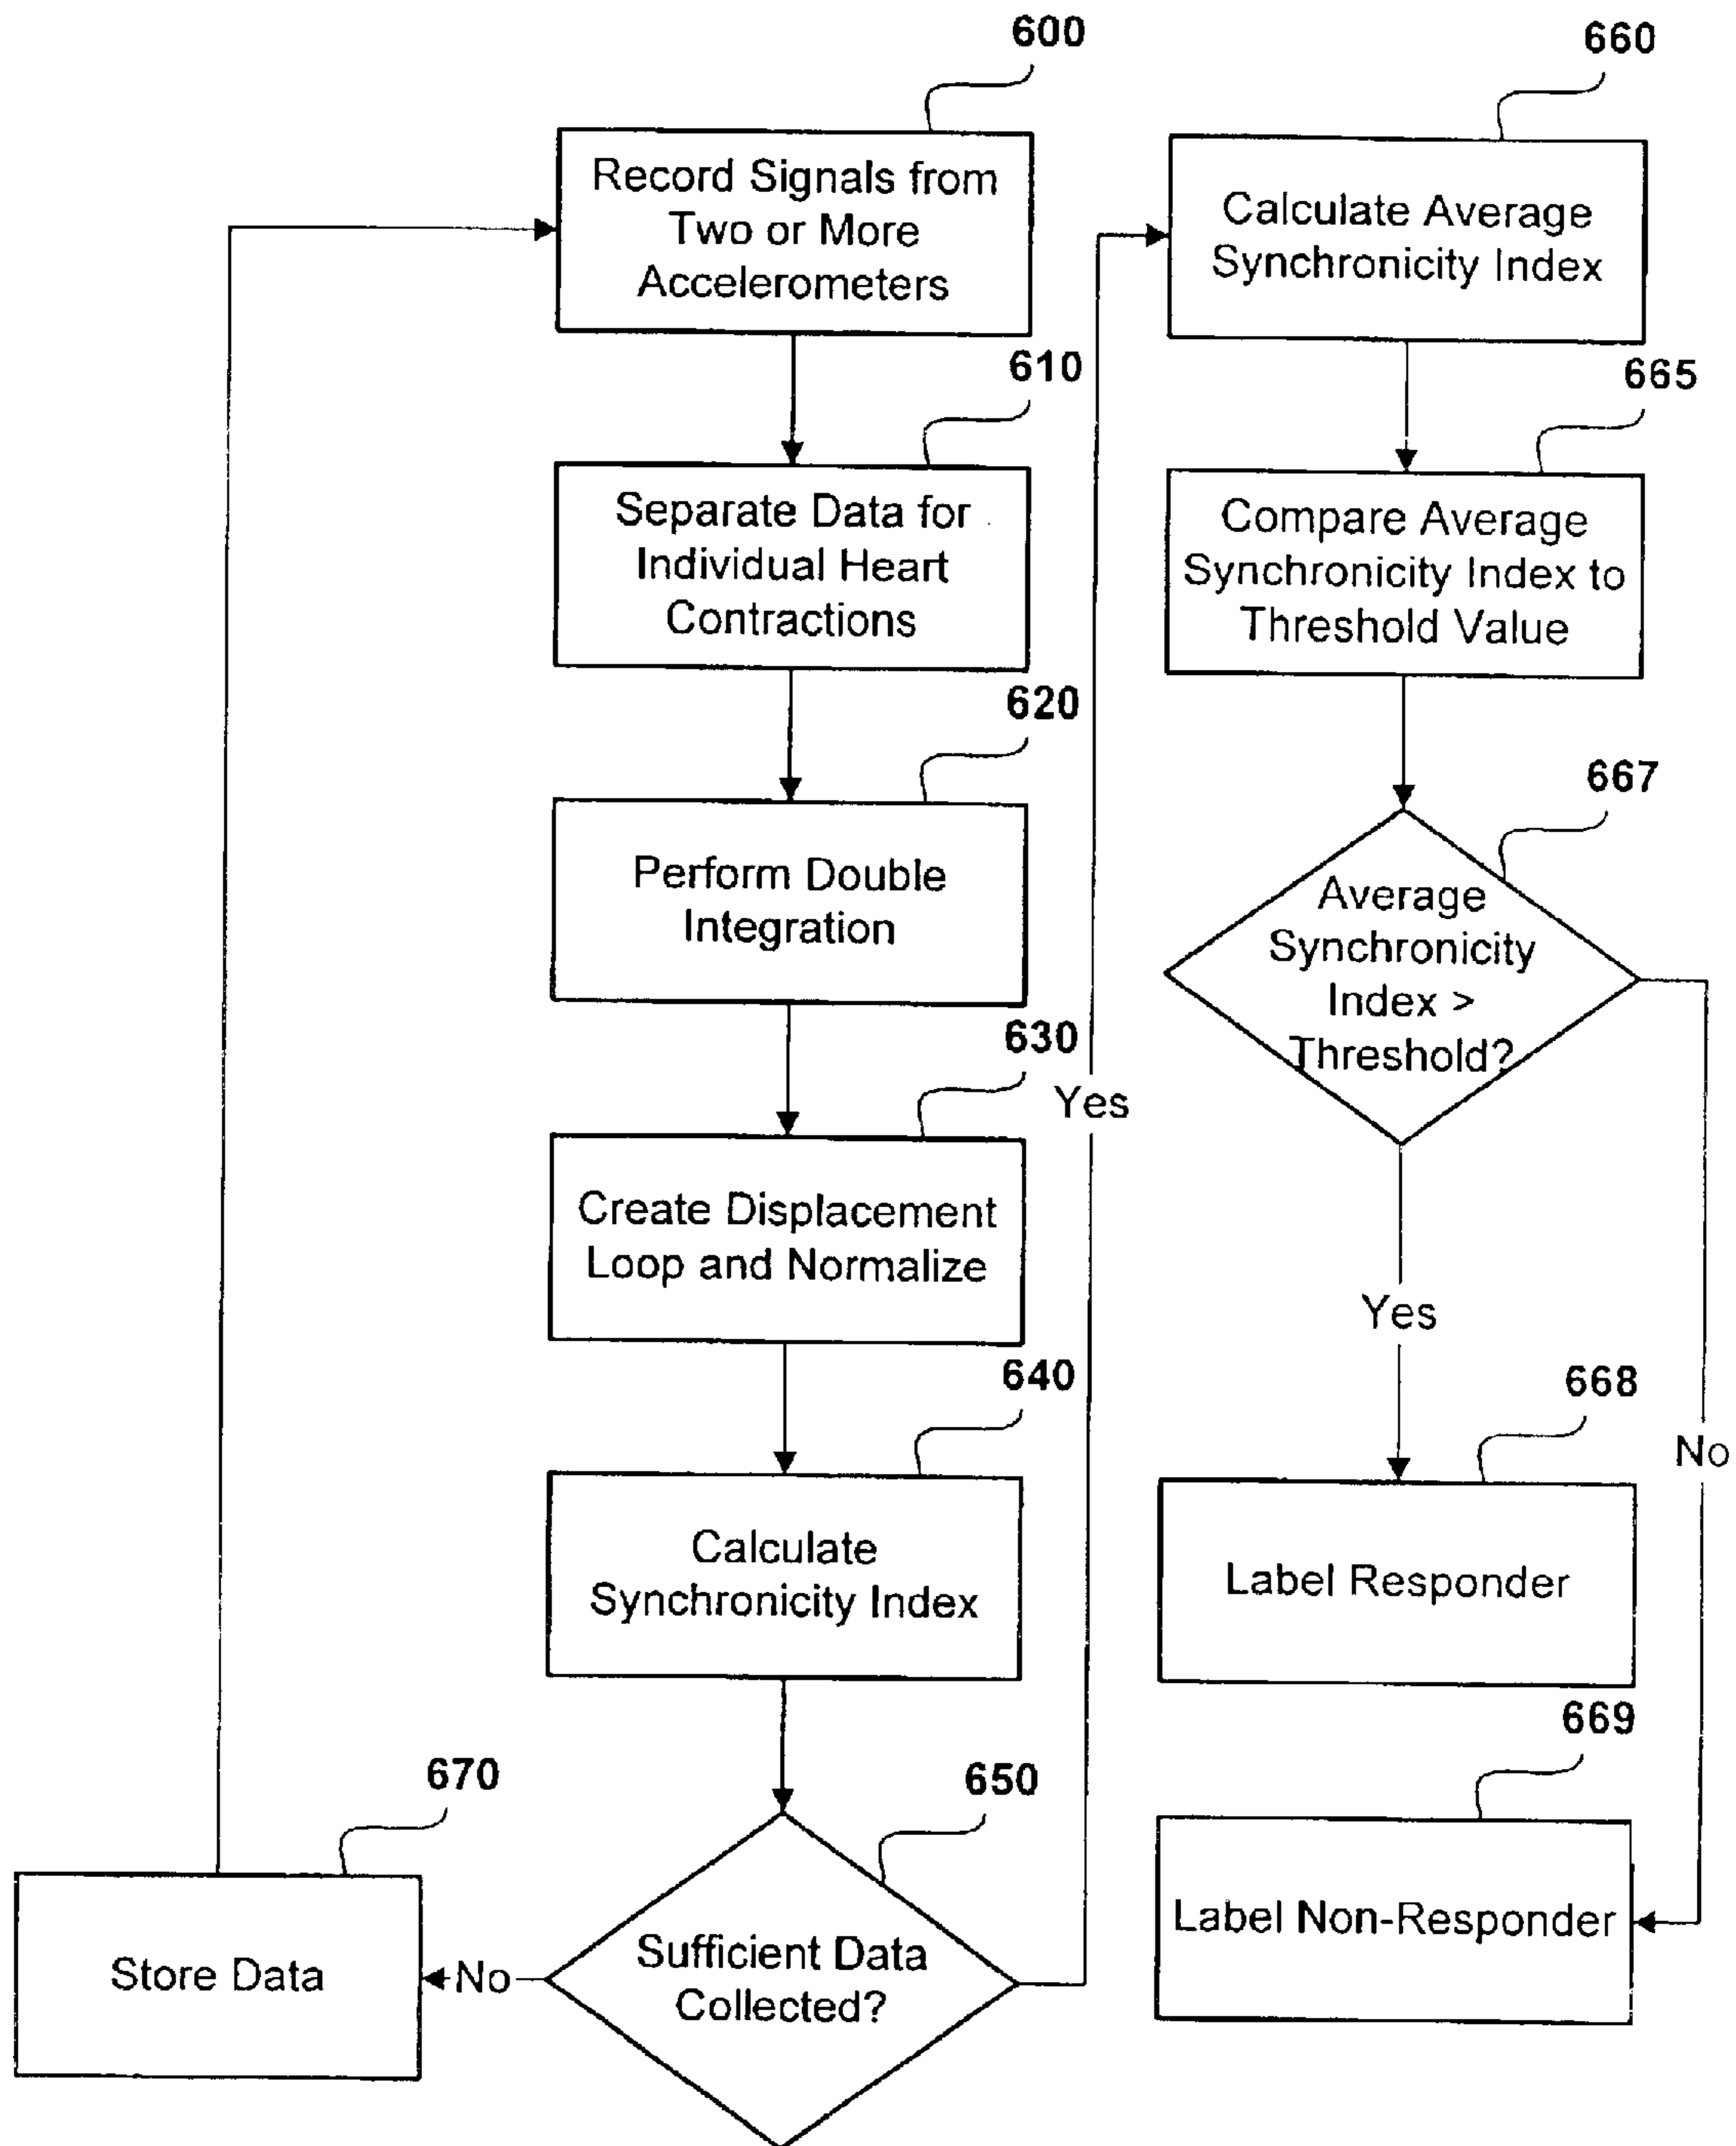 600
Record Signals from
Two or More
Accelerometers
610
Separate Data for
Individual Heart
Contractions
620
Perform Double
Integration
630
Create Displacement
Loop and Normalize
640
Calculate
Synchronicity Index
650
Sufficient Data
Collected?
No
670
Store Data
Yes
660
Calculate Average
Synchronicity Index
665
Compare Average
Synchronicity Index to
Threshold Value
667
Average
Synchronicity
Index >
Threshold?
Yes
668
Label Responder
No
669
Label Non-Responder